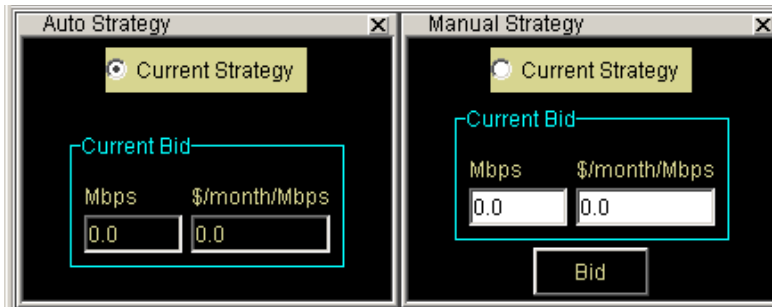 Auto Strategy
Current Strategy
Current Bid
Mbps $/month/Mbps
0.0 0.0
Manual Strategy
Current Strategy
Current Bid
Mbps $/month/Mbps
0.0 0.0
Bid